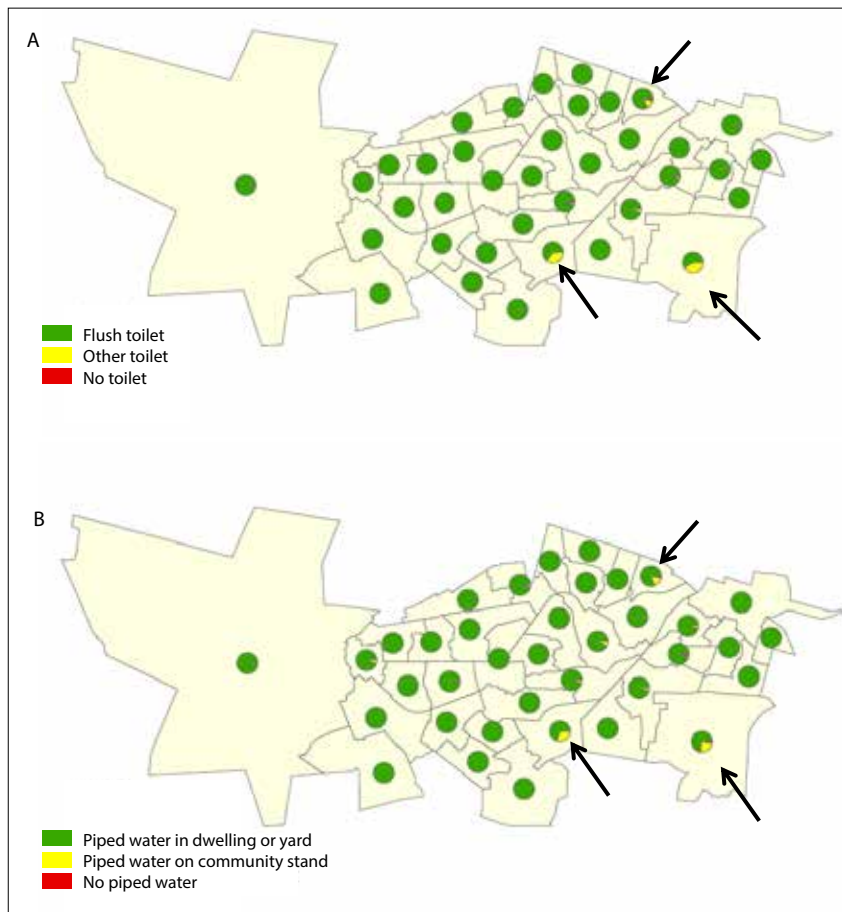 A
Flush toilet
Other toilet
No toilet
B
Piped water in dwelling or yard
Piped water on community stand
No piped water